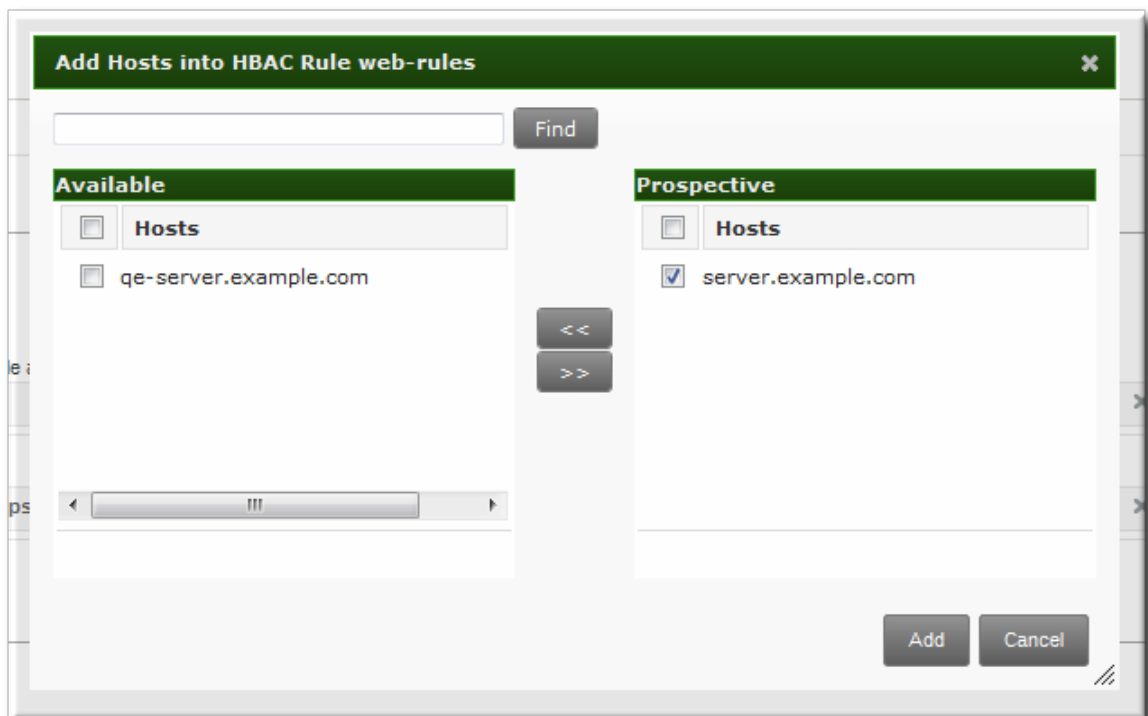 Add Hosts into HBAC Rule web-rules
Find
Available
Hosts
qe-server.example.com
<<
>>
Prospective
Hosts
server.example.com
ps
Add Cancel